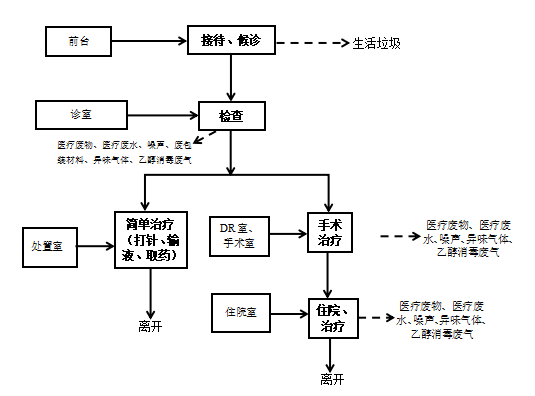 前台
接待、候诊
生活垃圾
诊室
检查
医疗废物、医疗废水、噪声、废包
装材料、异味气体、乙醇消毒废气
处置室
简单治疗
（打针、输
液、取药）
DR 室、
手术室
手术
治疗
医疗废物、医疗废
水、噪声、异味气体、
乙醇消毒废气
离开
住院室
住院、
治疗
医疗废物、医疗废
水、噪声、异味气体、
乙醇消毒废气
离开